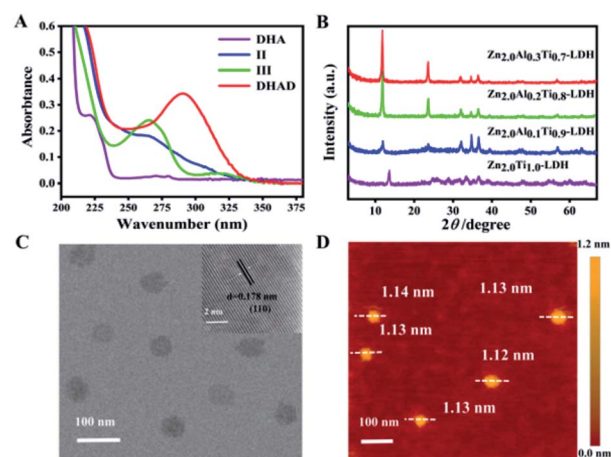 A
0.6
0.5
0.4
0.3
0.2
0.1
0.0
Absorbtance
DHA
II
III
DHAD
200 225 250 275 300 325 350 375
Wavenumber (nm)
B
Intensity (a.u.)
Zn2.0Al0.3Ti0.7-LDH
Zn2.0Al0.2Ti0.8-LDH
Zn2.0Al0.1Ti0.9-LDH
Zn2.0Ti1.0-LDH
10 20 30 40 50 60
2θ/degree
C
d=0.178 nm
(110)
2 nm
100 nm
D
1.14 nm
1.13 nm
1.13 nm
1.12 nm
1.13 nm
100 nm
1.2 nm
0.0 nm